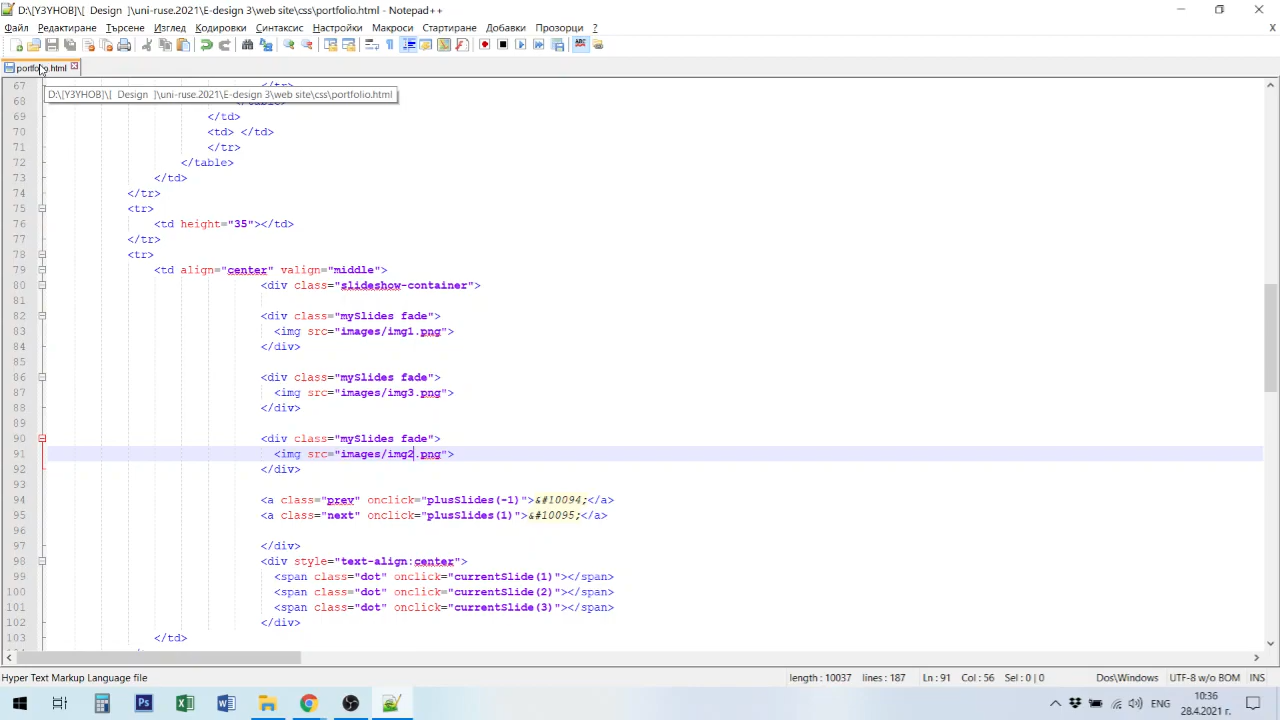 D:\[УЗУНОВ]\[ Design ]\uni-ruse.2021\E-design 3\web site\css\portfolio.html - Notepad++
Файл Редактиране Търсене Изглед Кодировки Синтаксис Настройки Макроси Стартиране Добавки Прозорци ?
X
portfolio.html
D:\[УЗУНОВ]\[ Design ]\uni-ruse.2021\E-design 3\web site\css\portfolio.html
67 </tr>
68 </table>
69 </td>
70 <td> </td>
71 </tr>
72 </table>
73 </td>
74 </tr>
75 <tr>
76 <td height="35"></td>
77 </tr>
78 <tr>
79 <td align="center" valign="middle">
80 <div class="slideshow-container">
81
82 <div class="mySlides fade">
83 <img src="images/img1.png">
84 </div>
85
86 <div class="mySlides fade">
87 <img src="images/img3.png">
88 </div>
89
90 <div class="mySlides fade">
91 <img src="images/img2.png">
92 </div>
93
94 <a class="prev" onclick="plusSlides(-1)">&#10094;</a>
95 <a class="next" onclick="plusSlides(1)">&#10095;</a>
96
97 </div>
98 <div style="text-align:center">
99 <span class="dot" onclick="currentSlide(1)"></span>
100 <span class="dot" onclick="currentSlide(2)"></span>
101 <span class="dot" onclick="currentSlide(3)"></span>
102 </div>
103 </td>
Hyper Text Markup Language file length : 10037 lines : 187 Ln : 91 Col : 56 Sel : 0 | 0 Dos\Windows UTF-8 w/o BOM INS
ENG 10:36
28.4.2021 г.